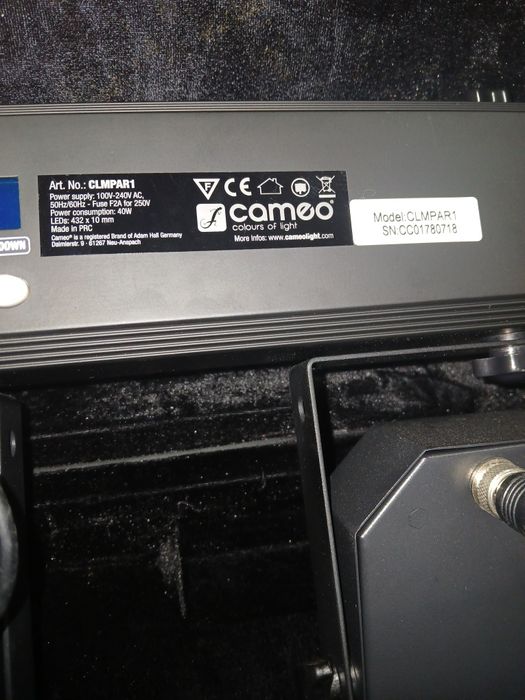 Art. No.: CLMPAR1
Power supply: 100V-240V AC,
50Hz/60Hz - Fuse F2A for 250V
Power consumption: 40W
LEDs: 432 x 10 mm
Made in PRC
Cameo® is a registered Brand of Adam Hall Germany
Daimlerstr. 9 · 61267 Neu-Anspach
F CE
cameo®
colours of light
More infos: www.cameolight.com
Model:CLMPAR1
SN:CC01780718
DOWN